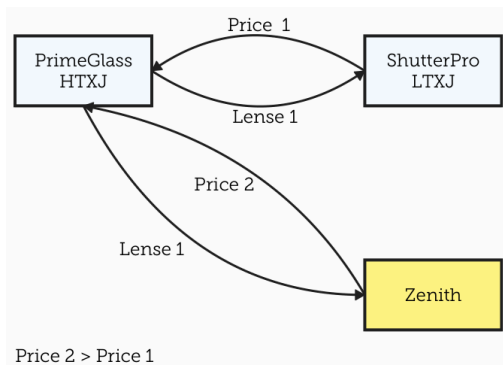 Price 1
PrimeGlass
HTXJ
ShutterPro
LTXJ
Lense 1
Price 2
Lense 1
Zenith
Price 2 > Price 1